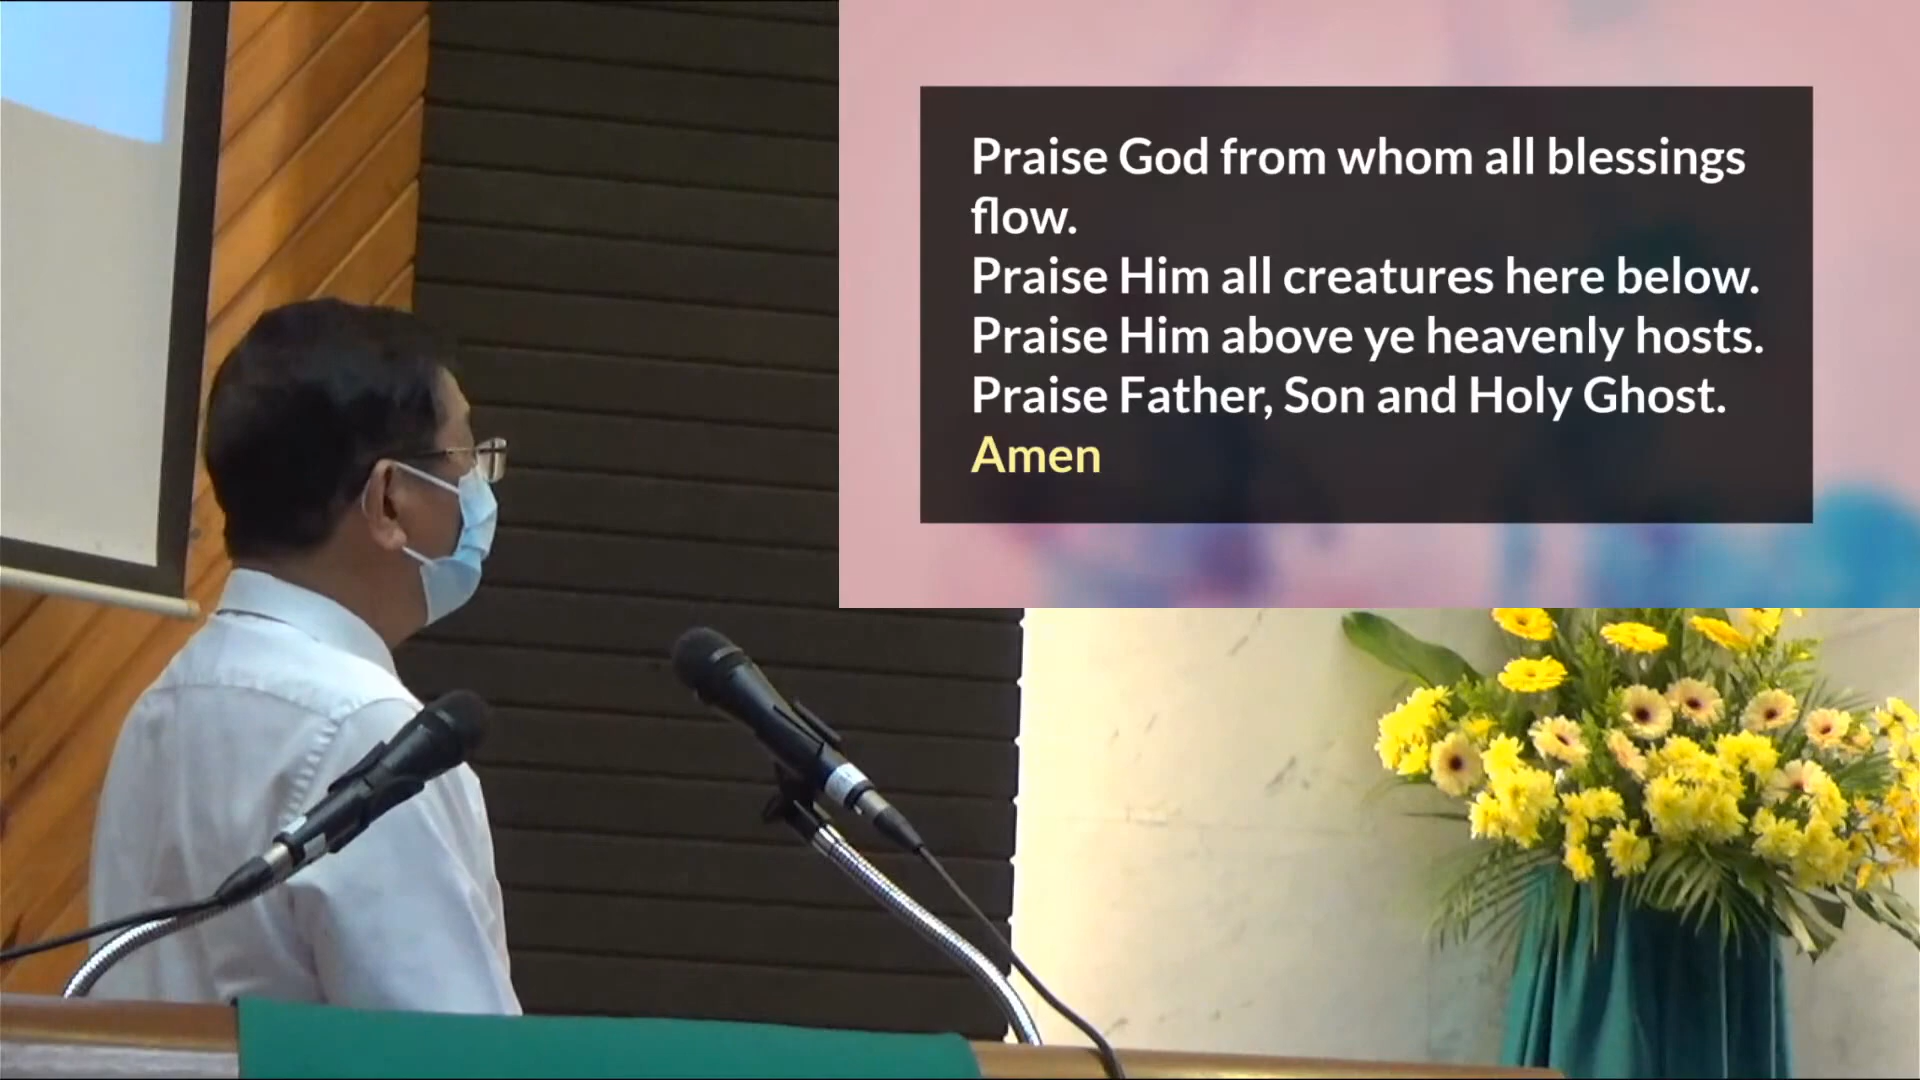 Praise God from whom all blessings
flow.
Praise Him all creatures here below.
Praise Him above ye heavenly hosts.
Praise Father, Son and Holy Ghost.
Amen